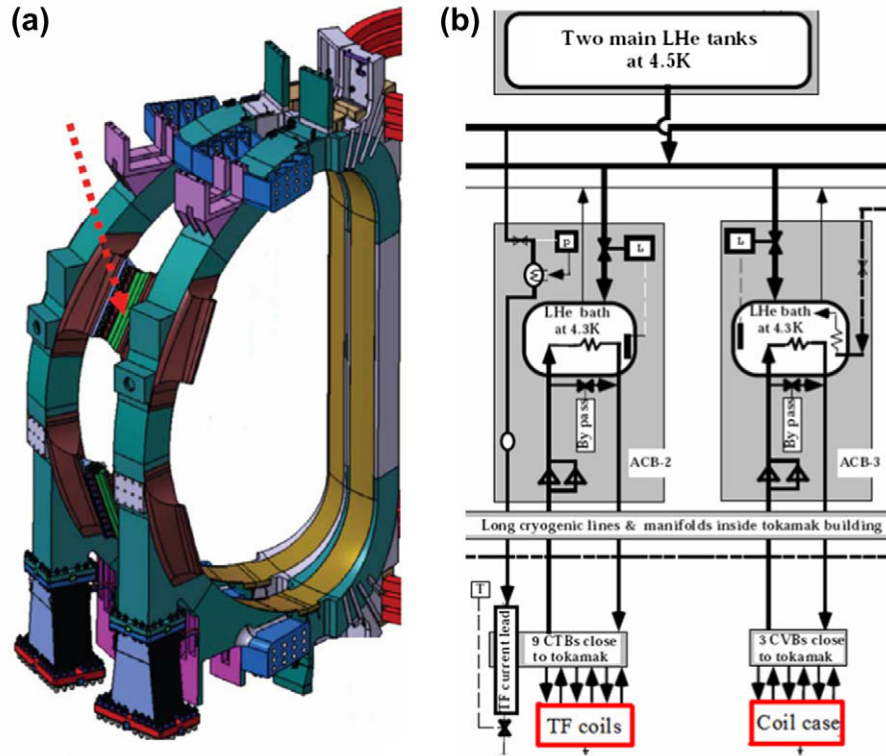 (a)
(b)
Two main LHe tanks
at 4.5K
P
L
L
LHe bath
at 4.3K
LHe bath
at 4.3K
By pass
By pass
ACB-2
ACB-3
Long cryogenic lines & manifolds inside tokamak building
T
TF current lead
9 CTBs close
to tokamak
3 CVBs close
to tokamak
TF coils
Coil case